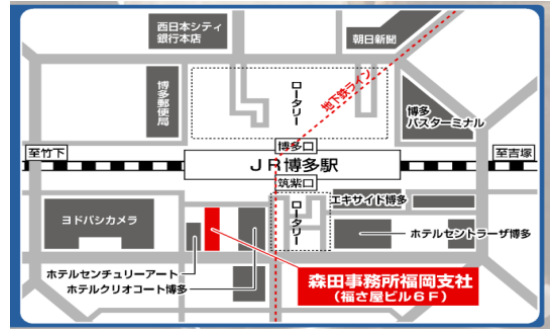 西日本シティ
銀行本店
朝日新聞
博多郵便局
ロータリー
地下鉄ライン
博多
バスターミナル
博多口
至竹下
JR博多駅
至吉塚
筑紫口
ロータリー
エキサイド博多
ヨドバシカメラ
ホテルセントラーザ博多
ホテルセンチュリーアート
ホテルクリオコート博多
森田事務所福岡支社
(福さ屋ビル6F)